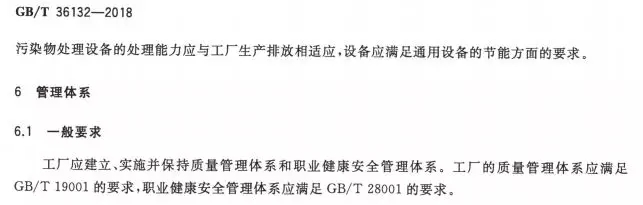 GB/T 36132—2018
污染物处理设备的处理能力应与工厂生产排放相适应,设备应满足通用设备的节能方面的要求。
6 管理体系
6.1 一般要求
工厂应建立、实施并保持质量管理体系和职业健康安全管理体系。工厂的质量管理体系应满足
GB/T 19001 的要求,职业健康安全管理体系应满足 GB/T 28001 的要求。